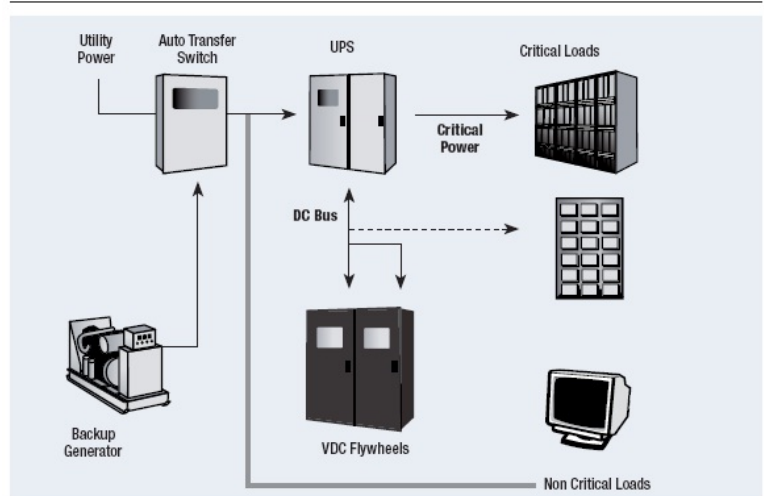 Utility
Power
Auto Transfer
Switch
UPS
Critical Loads
Critical
Power
DC Bus
Backup
Generator
VDC Flywheels
Non Critical Loads